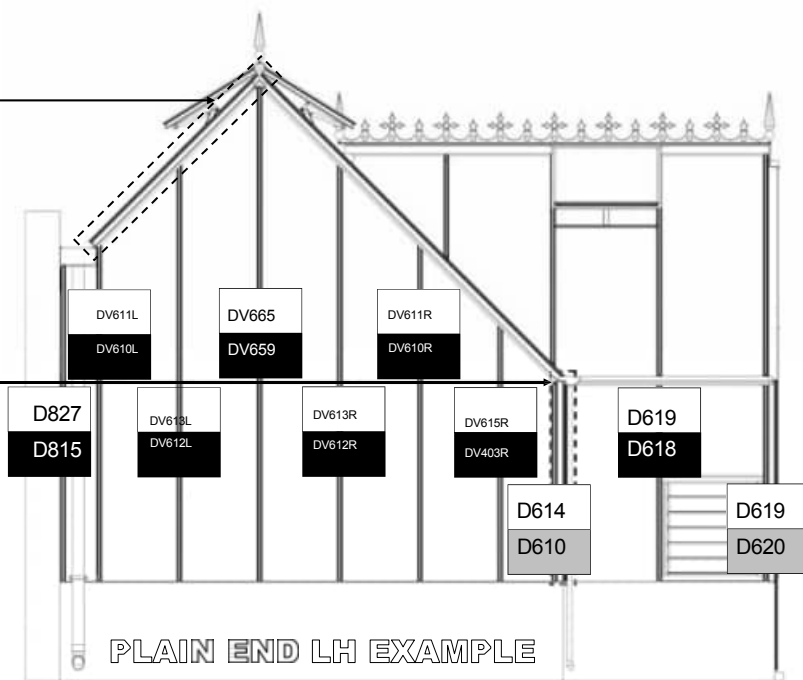 DV611L
DV610L
DV665
DV659
DV611R
DV610R
D827
D815
DV613L
DV612L
DV613R
DV612R
DV615R
DV403R
D619
D618
D614
D610
D619
D620
PLAIN END LH EXAMPLE